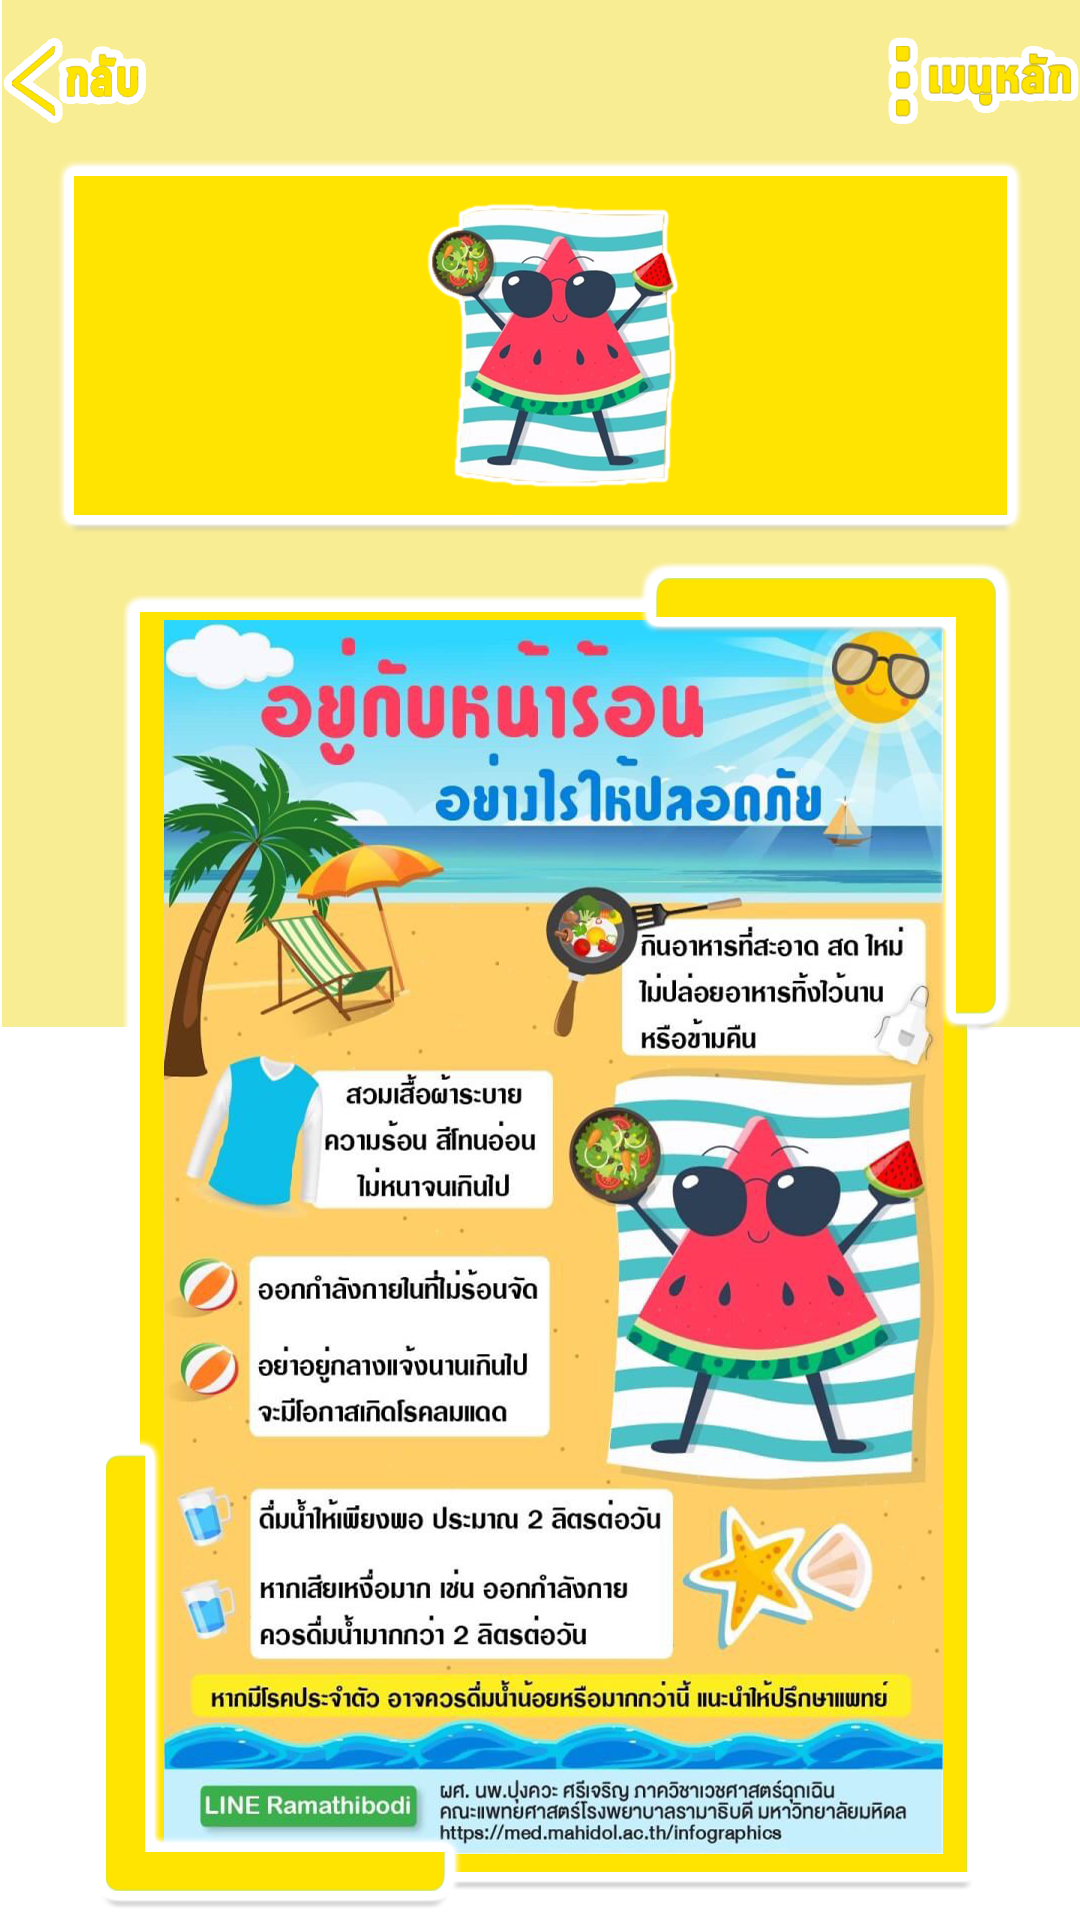 กลับ
เมนูหลัก
อยู่กับหน้าร้อน
อย่างไรให้ปลอดภัย
กินอาหารที่สะอาด สด ใหม่
ไม่ปล่อยอาหารทิ้งไว้นาน
หรือข้ามคืน
สวมเสื้อผ้าระบาย
ความร้อน สีโทนอ่อน
ไม่หนาจนเกินไป
ออกกำลังกายในที่ไม่ร้อนจัด
อย่าอยู่กลางแจ้งนานเกินไป
จะมีโอกาสเกิดโรคลมแดด
ดื่มน้ำให้เพียงพอ ประมาณ 2 ลิตรต่อวัน
หากเสียเหงื่อมาก เช่น ออกกำลังกาย
ควรดื่มน้ำมากกว่า 2 ลิตรต่อวัน
หากมีโรคประจำตัว อาจควรดื่มน้ำน้อยหรือมากกว่านี้ แนะนำให้ปรึกษาแพทย์
LINE Ramathibodi
ผศ. นพ.ปุงควะ ศรีเจริญ ภาควิชาเวชศาสตร์ฉุกเฉิน
คณะแพทยศาสตร์โรงพยาบาลรามาธิบดี มหาวิทยาลัยมหิดล
https://med.mahidol.ac.th/infographics